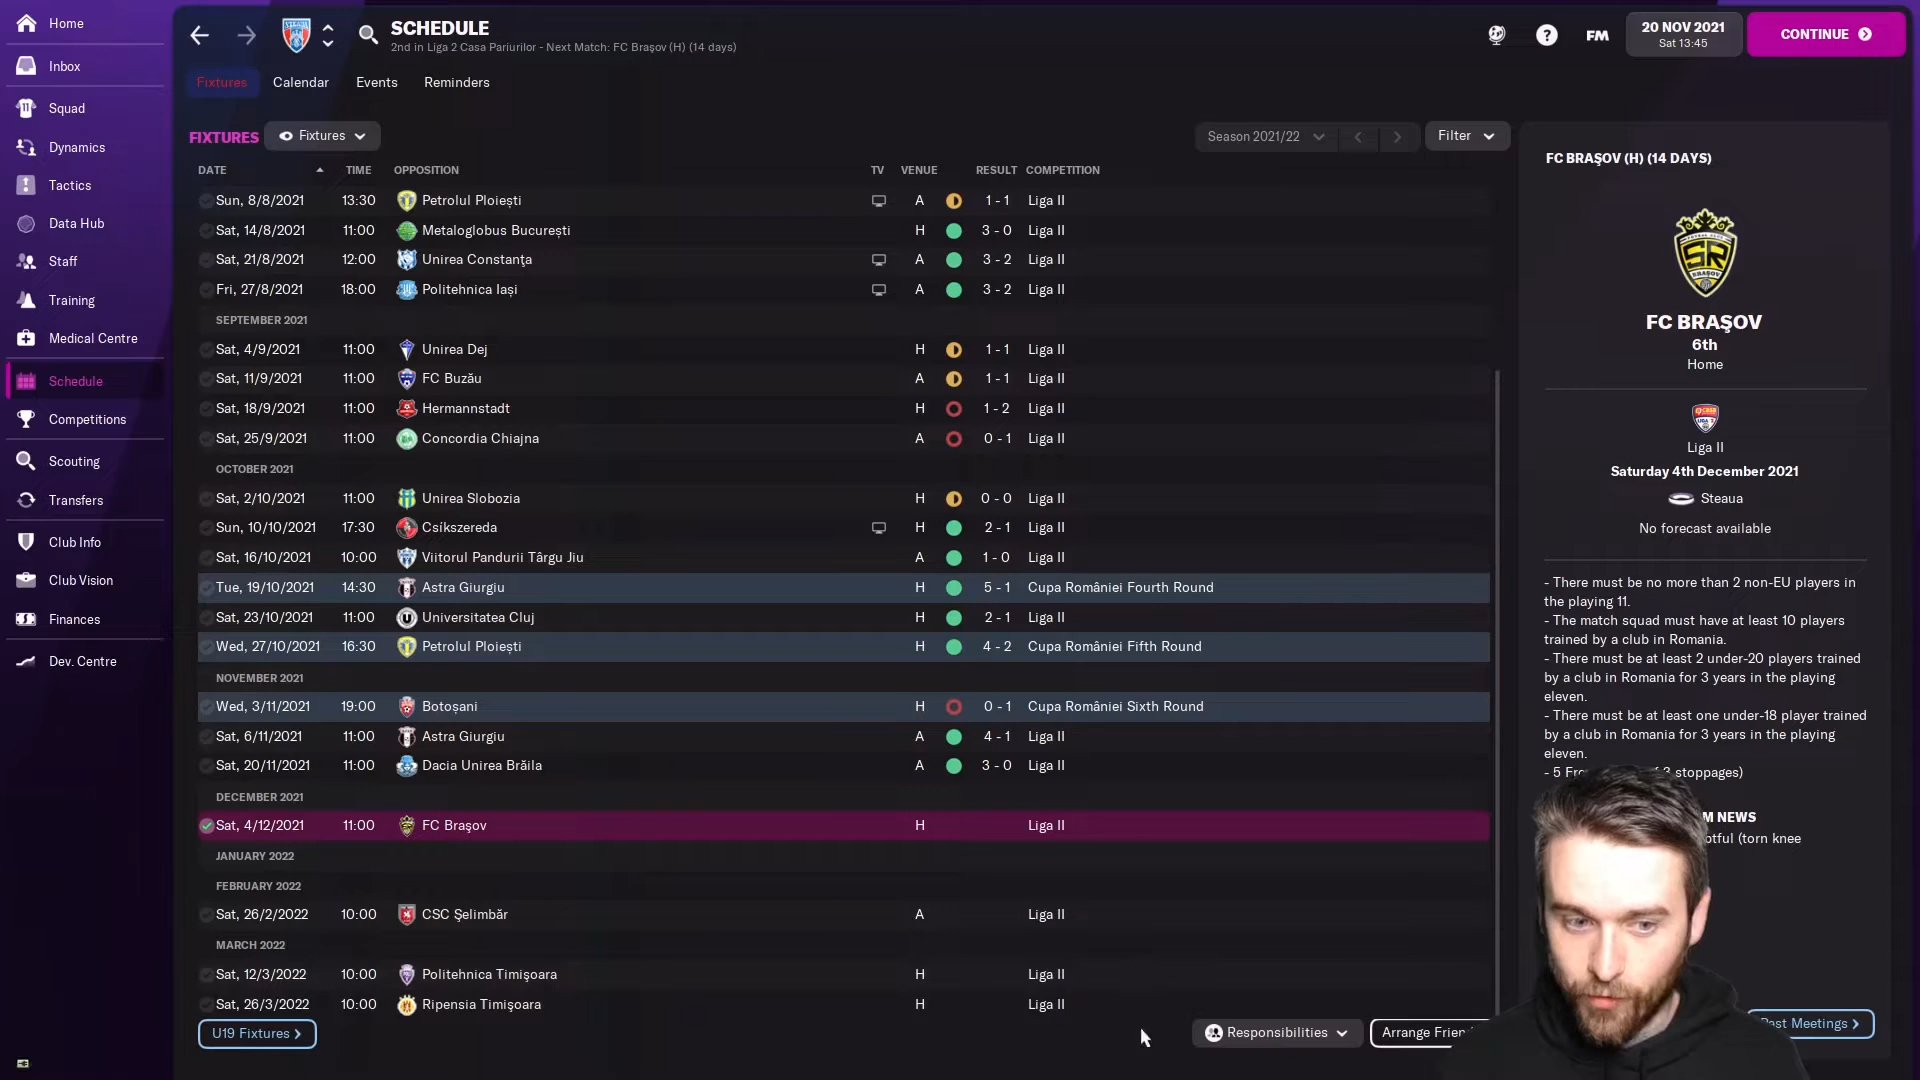 Home
Inbox
Squad
Dynamics
Tactics
Data Hub
Staff
Training
Medical Centre
Schedule
Competitions
Scouting
Transfers
Club Info
Club Vision
Finances
Dev. Centre
SCHEDULE
2nd in Liga 2 Casa Pariurilor - Next Match: FC Braşov (H) (14 days)
FM
20 NOV 2021
Sat 13:45
CONTINUE
Fixtures Calendar Events Reminders
FIXTURES Fixtures Season 2021/22 Filter
DATE TIME OPPOSITION TV VENUE RESULT COMPETITION
Sun, 8/8/2021 13:30 Petrolul Ploiești A 1 - 1 Liga II
Sat, 14/8/2021 11:00 Metaloglobus București H 3 - 0 Liga II
Sat, 21/8/2021 12:00 Unirea Constanţa A 3 - 2 Liga II
Fri, 27/8/2021 18:00 Politehnica Iași A 3 - 2 Liga II
SEPTEMBER 2021
Sat, 4/9/2021 11:00 Unirea Dej H 1 - 1 Liga II
Sat, 11/9/2021 11:00 FC Buzău A 1 - 1 Liga II
Sat, 18/9/2021 11:00 Hermannstadt H 1 - 2 Liga II
Sat, 25/9/2021 11:00 Concordia Chiajna A 0 - 1 Liga II
OCTOBER 2021
Sat, 2/10/2021 11:00 Unirea Slobozia H 0 - 0 Liga II
Sun, 10/10/2021 17:30 Csíkszereda H 2 - 1 Liga II
Sat, 16/10/2021 10:00 Viitorul Pandurii Târgu Jiu A 1 - 0 Liga II
Tue, 19/10/2021 14:30 Astra Giurgiu H 5 - 1 Cupa României Fourth Round
Sat, 23/10/2021 11:00 Universitatea Cluj H 2 - 1 Liga II
Wed, 27/10/2021 16:30 Petrolul Ploiești H 4 - 2 Cupa României Fifth Round
NOVEMBER 2021
Wed, 3/11/2021 19:00 Botoșani H 0 - 1 Cupa României Sixth Round
Sat, 6/11/2021 11:00 Astra Giurgiu A 4 - 1 Liga II
Sat, 20/11/2021 11:00 Dacia Unirea Brăila A 3 - 0 Liga II
DECEMBER 2021
Sat, 4/12/2021 11:00 FC Braşov H Liga II
JANUARY 2022
FEBRUARY 2022
Sat, 26/2/2022 10:00 CSC Şelimbăr A Liga II
MARCH 2022
Sat, 12/3/2022 10:00 Politehnica Timişoara H Liga II
Sat, 26/3/2022 10:00 Ripensia Timişoara H Liga II
U19 Fixtures Responsibilities Arrange
FC BRAŞOV (H) (14 DAYS)
SR
BRASOV
FC BRAŞOV
6th
Home
Liga II
Saturday 4th December 2021
Steaua
No forecast available
- There must be no more than 2 non-EU players in
the playing 11.
- The match squad must have at least 10 players
trained by a club in Romania.
- There must be at least 2 under-20 players trained
by a club in Romania for 3 years in the playing
eleven.
- There must be at least one under-18 player trained
by a club in Romania for 3 years in the playing
eleven.
- 5 3 stoppages)
NEWS
(torn knee
Past Meetings